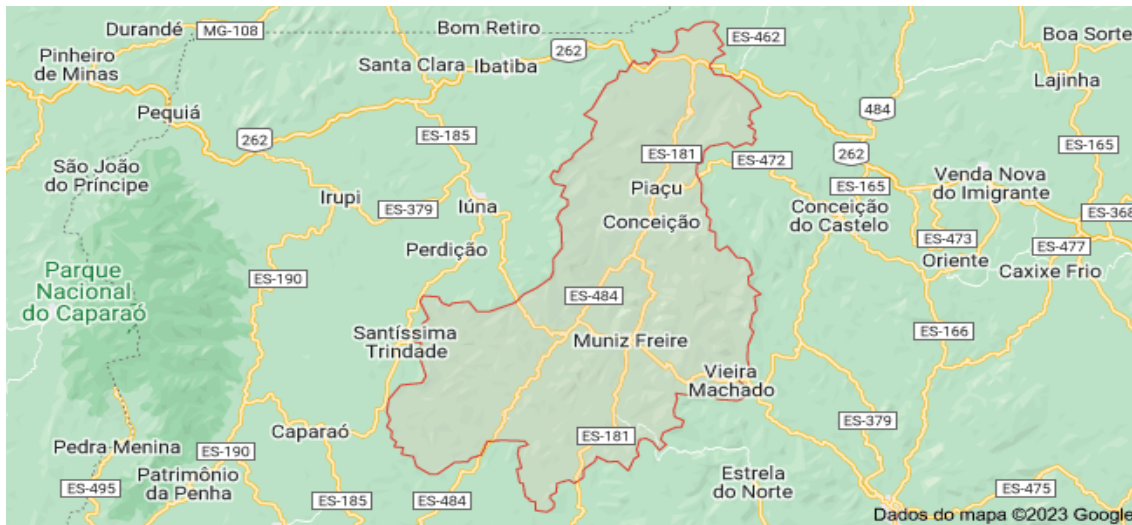 Durandé
MG-108
Bom Retiro
ES-462
Boa Sorte
Pinheiro
de Minas
Santa Clara
Ibatiba
262
Lajinha
Pequiá
262
484
ES-185
ES-165
São João
do Príncipe
ES-181
ES-472
262
Irupi
ES-379
Iúna
Piaçu
ES-165
Venda Nova
do Imigrante
Conceição
Conceição
do Castelo
ES-368
Perdição
ES-473
ES-477
Oriente
Caxixe Frio
Parque
Nacional
do Caparaó
ES-190
ES-484
Santíssima
Trindade
Muniz Freire
ES-166
Vieira
Machado
ES-379
Caparaó
Pedra Menina
ES-190
ES-181
Patrimônio
da Penha
Estrela
do Norte
ES-495
ES-185
ES-484
ES-475
Dados do mapa ©2023 Google